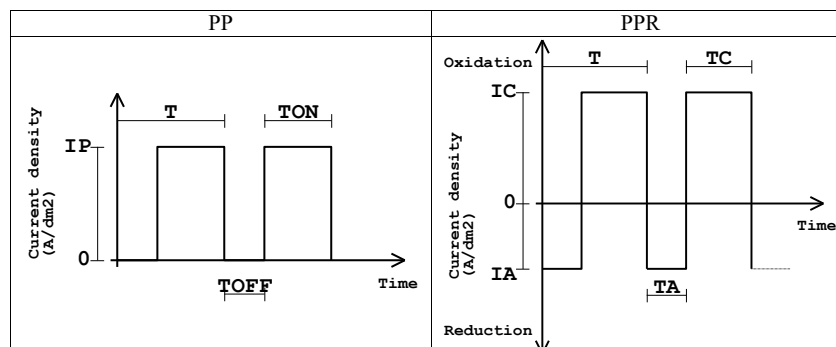 PP
PPR
T
TON
IP
Current density
(A/dm2)
0
TOFF
Time
Oxidation
T
TC
IC
Current density
(A/dm2)
0
Time
IA
TA
Reduction